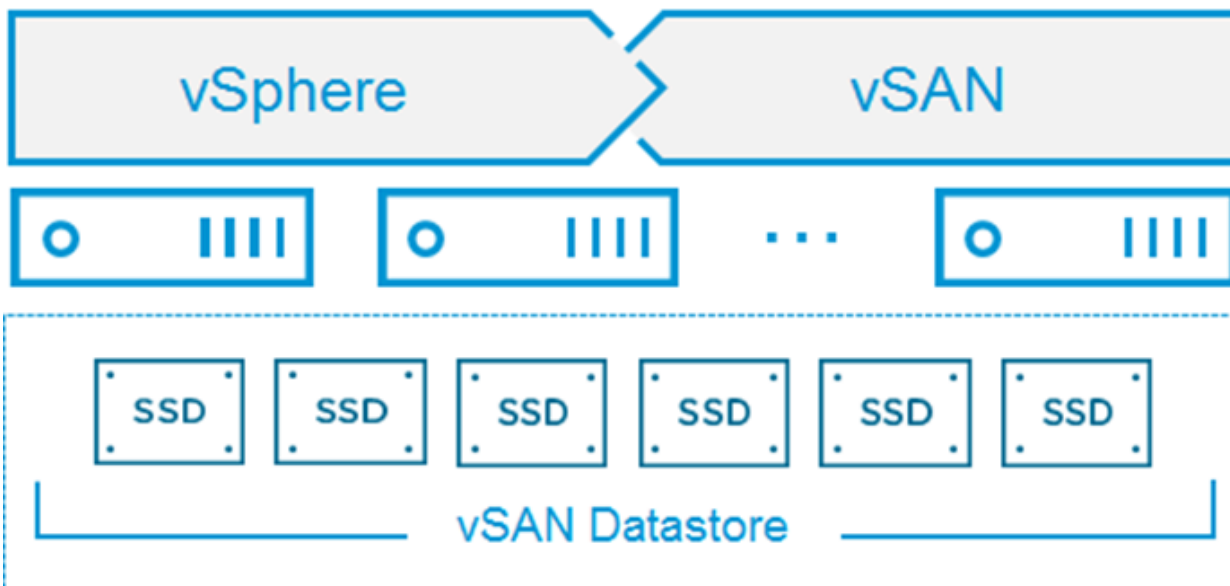 vSphere vSAN
...
SSD SSD SSD SSD SSD SSD
vSAN Datastore